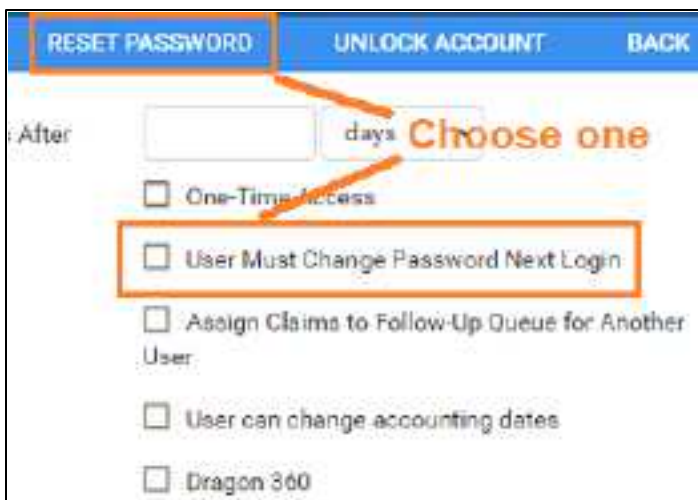 RESET PASSWORD UNLOCK ACCOUNT BACK
After days Choose one
One-Time Access
User Must Change Password Next Login
Assign Claims to Follow-Up Queue for Another
User
User can change accounting dates
Dragon 360